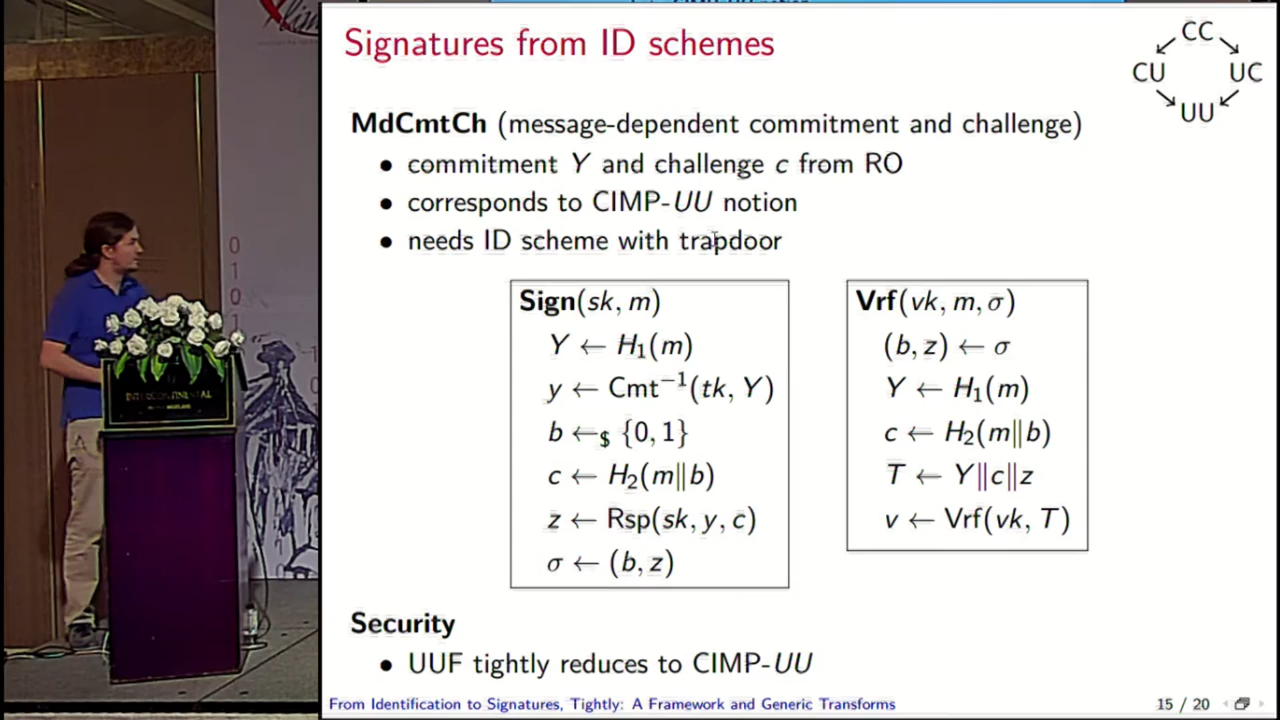 Signatures from ID schemes
CC
CU UC
UU
MdCmtCh (message-dependent commitment and challenge)
• commitment Y and challenge c from RO
• corresponds to CIMP-UU notion
• needs ID scheme with trapdoor
Sign(sk, m)
Y ← H₁(m)
y ← Cmt⁻¹(tk, Y)
b ←$ {0, 1}
c ← H₂(m∥b)
z ← Rsp(sk, y, c)
σ ← (b, z)
Vrf(vk, m, σ)
(b, z) ← σ
Y ← H₁(m)
c ← H₂(m∥b)
T ← Y∥c∥z
v ← Vrf(vk, T)
Security
• UUF tightly reduces to CIMP-UU
From Identification to Signatures, Tightly: A Framework and Generic Transforms
15 / 20
INTERCONTINENTAL